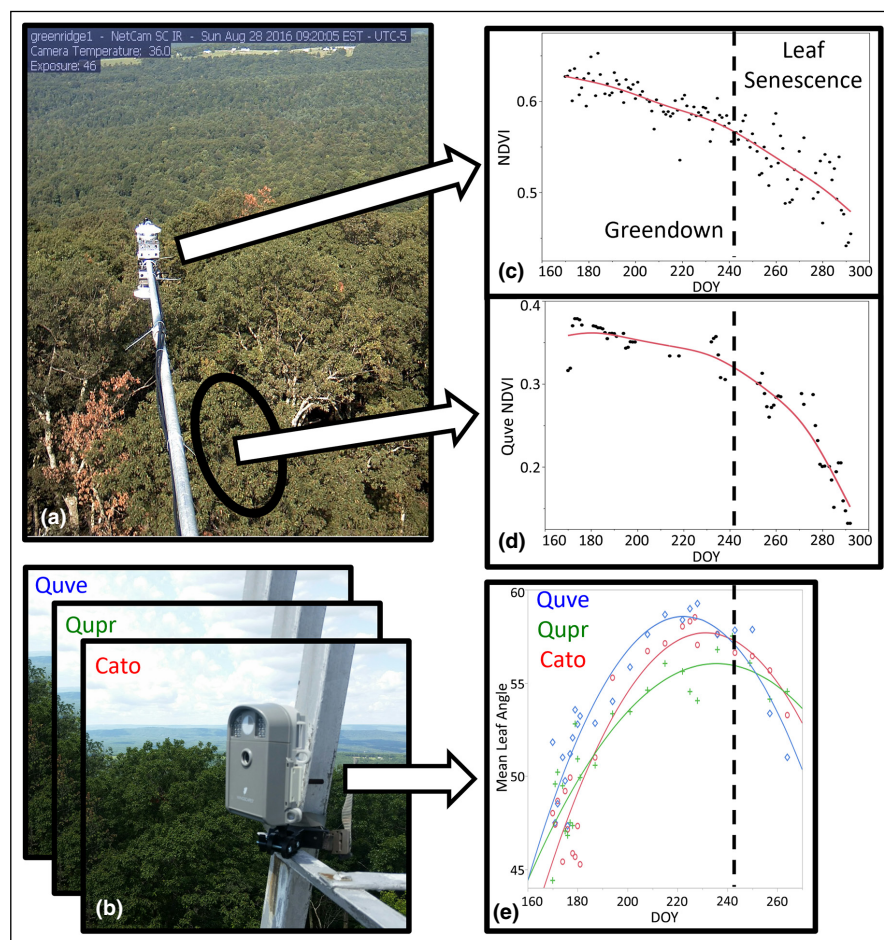 greenridge1 - NetCam SC IR - Sun Aug 28 2016 09:20:05 EST - UTC-5
Camera Temperature: 36.0
Exposure: 46
(a)
Leaf
Senescence
NDVI
0.6
0.5
Greendown
(c)
160 180 200 220 240 260 280 300
DOY
Quve NDVI
0.4
0.3
0.2
(d)
160 180 200 220 240 260 280 300
DOY
Quve
Qupr
Cato
(b)
Quve
Qupr
Cato
Mean Leaf Angle
60
55
50
45
(e)
160 180 200 220 240 260
DOY